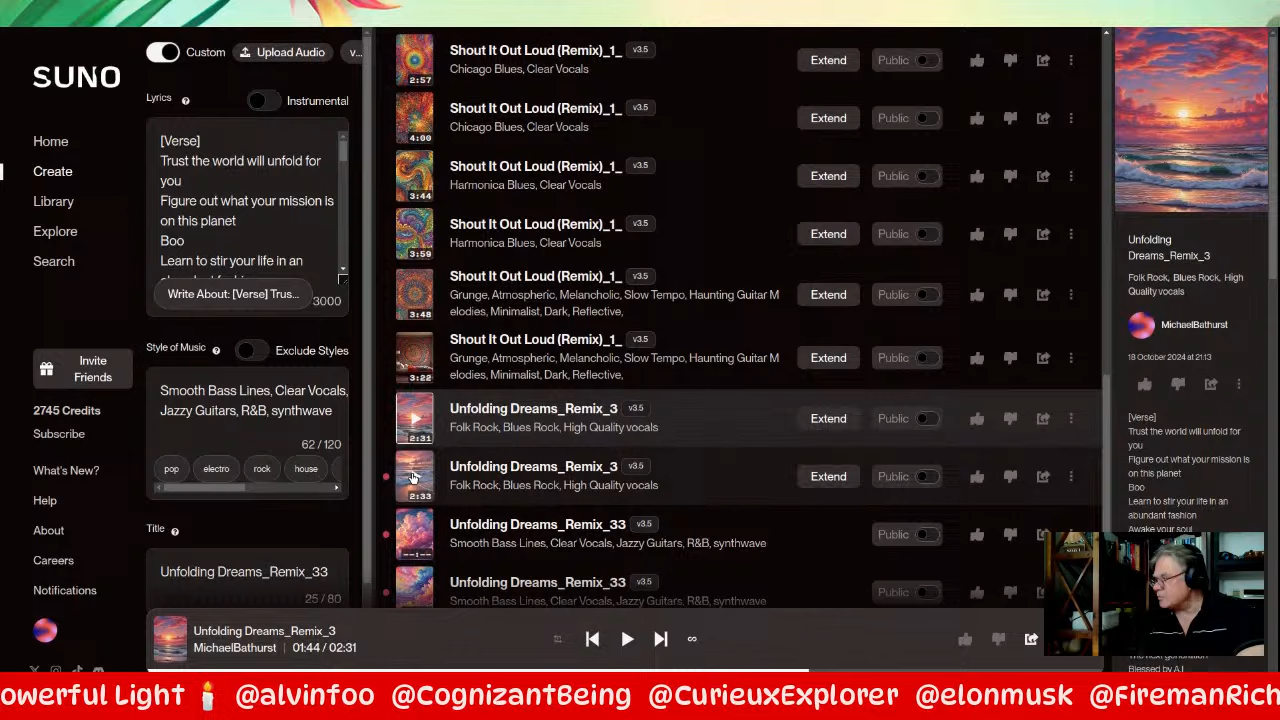 SUNO
Home
Create
Library
Explore
Search
Invite
Friends
2745 Credits
Subscribe
What's New?
Help
About
Careers
Notifications
Custom
Upload Audio
v...
Lyrics
Instrumental
[Verse]
Trust the world will unfold for
you
Figure out what your mission is
on this planet
Boo
Learn to stir your life in an
Write About: [Verse] Trus...
3000
Style of Music
Exclude Styles
Smooth Bass Lines, Clear Vocals,
Jazzy Guitars, R&B, synthwave
62 / 120
pop
electro
rock
house
Title
Unfolding Dreams_Remix_33
25 / 80
Shout It Out Loud (Remix)_1_ v3.5
Chicago Blues, Clear Vocals
2:57
Extend
Public
Shout It Out Loud (Remix)_1_ v3.5
Chicago Blues, Clear Vocals
4:00
Extend
Public
Shout It Out Loud (Remix)_1_ v3.5
Harmonica Blues, Clear Vocals
3:44
Extend
Public
Shout It Out Loud (Remix)_1_ v3.5
Harmonica Blues, Clear Vocals
3:59
Extend
Public
Shout It Out Loud (Remix)_1_ v3.5
Grunge, Atmospheric, Melancholic, Slow Tempo, Haunting Guitar M
elodies, Minimalist, Dark, Reflective,
3:48
Extend
Public
Shout It Out Loud (Remix)_1_ v3.5
Grunge, Atmospheric, Melancholic, Slow Tempo, Haunting Guitar M
elodies, Minimalist, Dark, Reflective,
3:22
Extend
Public
Unfolding Dreams_Remix_3 v3.5
Folk Rock, Blues Rock, High Quality vocals
2:31
Extend
Public
Unfolding Dreams_Remix_3 v3.5
Folk Rock, Blues Rock, High Quality vocals
2:33
Extend
Public
Unfolding Dreams_Remix_33 v3.5
Smooth Bass Lines, Clear Vocals, Jazzy Guitars, R&B, synthwave
--:--
Public
Unfolding Dreams_Remix_33 v3.5
Smooth Bass Lines, Clear Vocals, Jazzy Guitars, R&B, synthwave
Public
Unfolding
Dreams_Remix_3
Folk Rock, Blues Rock, High
Quality vocals
MichaelBathurst
18 October 2024 at 21:13
[Verse]
Trust the world will unfold for
you
Figure out what your mission is
on this planet
Boo
Learn to stir your life in an
abundant fashion
Awake your soul
The next generation
Blessed by A.I
Unfolding Dreams_Remix_3
MichaelBathurst | 01:44 / 02:31
owerful Light 🕯️ @alvinfoo @CognizantBeing @CurieuxExplorer @elonmusk @FiremanRich